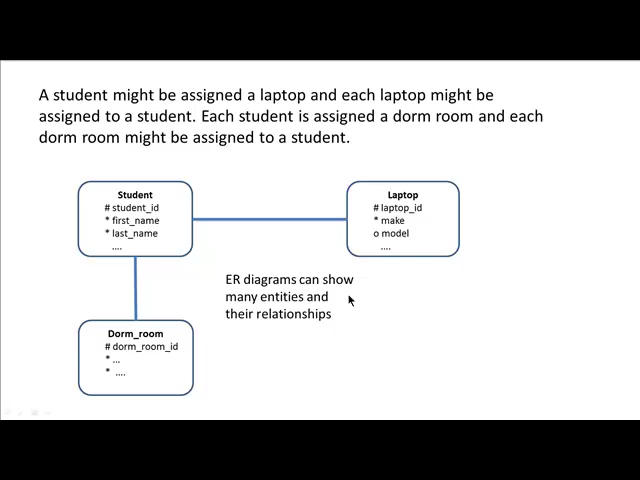 A student might be assigned a laptop and each laptop might be
assigned to a student. Each student is assigned a dorm room and each
dorm room might be assigned to a student.
Student
# student_id
* first_name
* last_name
....
Laptop
# laptop_id
* make
o model
....
ER diagrams can show
many entities and
their relationships
Dorm_room
# dorm_room_id
* ...
* ....